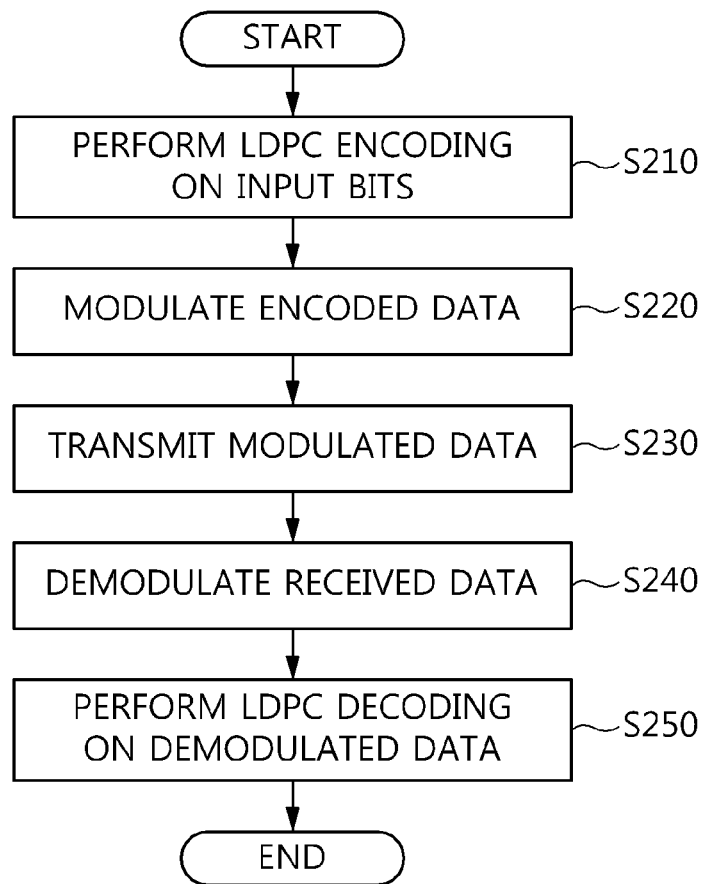 START
PERFORM LDPC ENCODING
ON INPUT BITS
S210
MODULATE ENCODED DATA
S220
TRANSMIT MODULATED DATA
S230
DEMODULATE RECEIVED DATA
S240
PERFORM LDPC DECODING
ON DEMODULATED DATA
S250
END